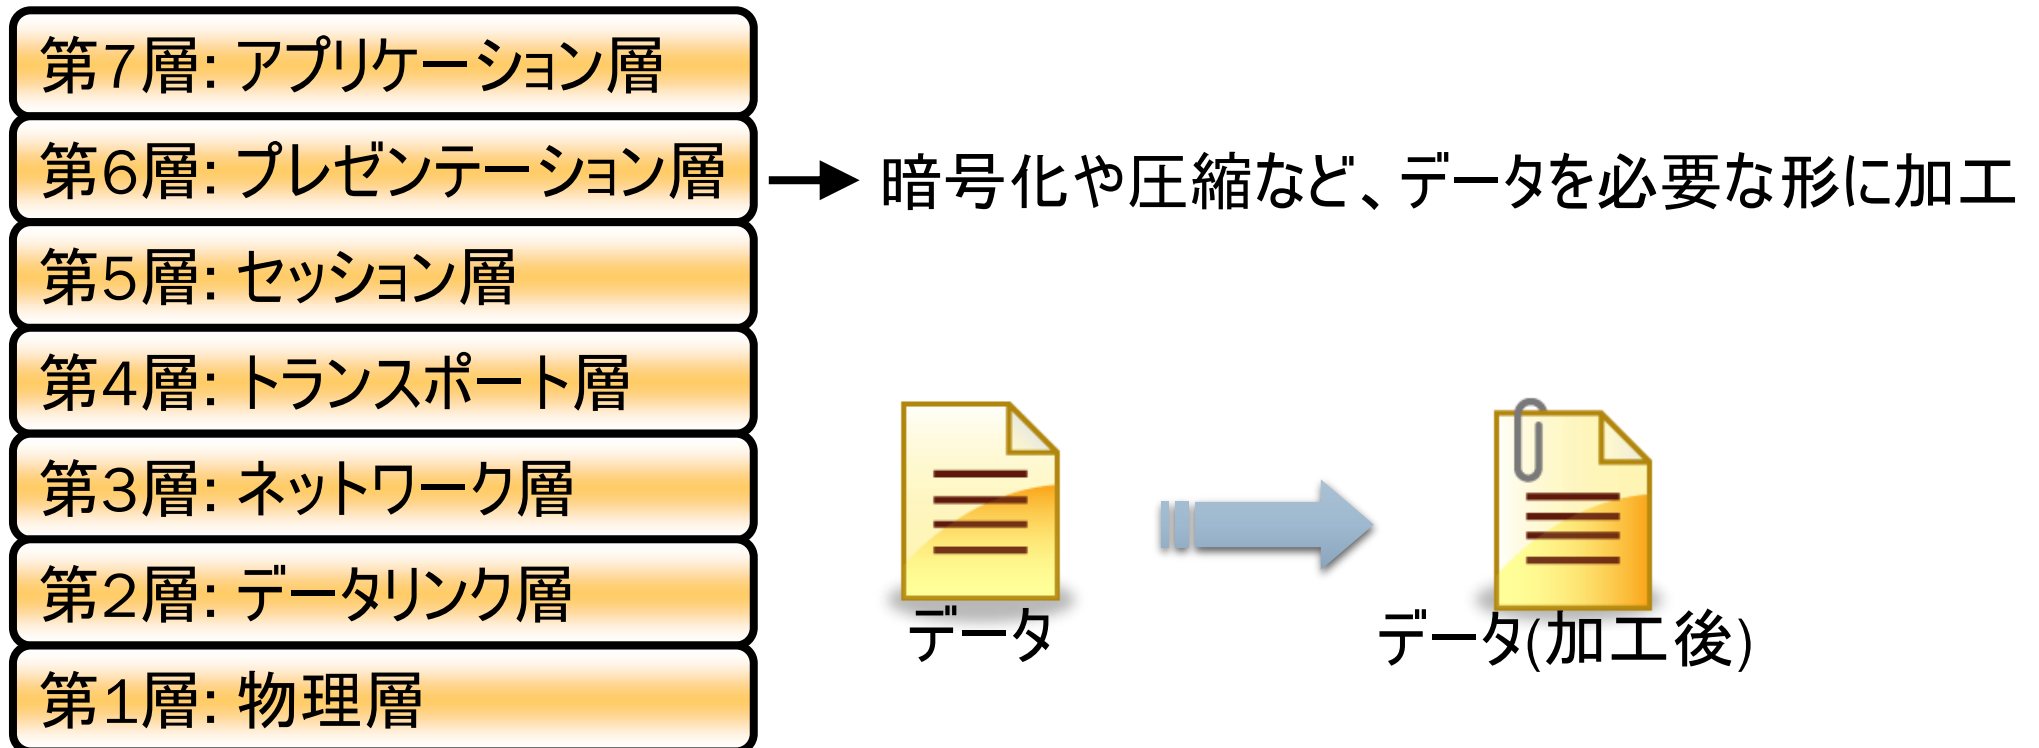 第7層: アプリケーション層
第6層: プレゼンテーション層
暗号化や圧縮など、データを必要な形に加工
第5層: セッション層
第4層: トランスポート層
第3層: ネットワーク層
第2層: データリンク層
第1層: 物理層
データ
データ(加工後)